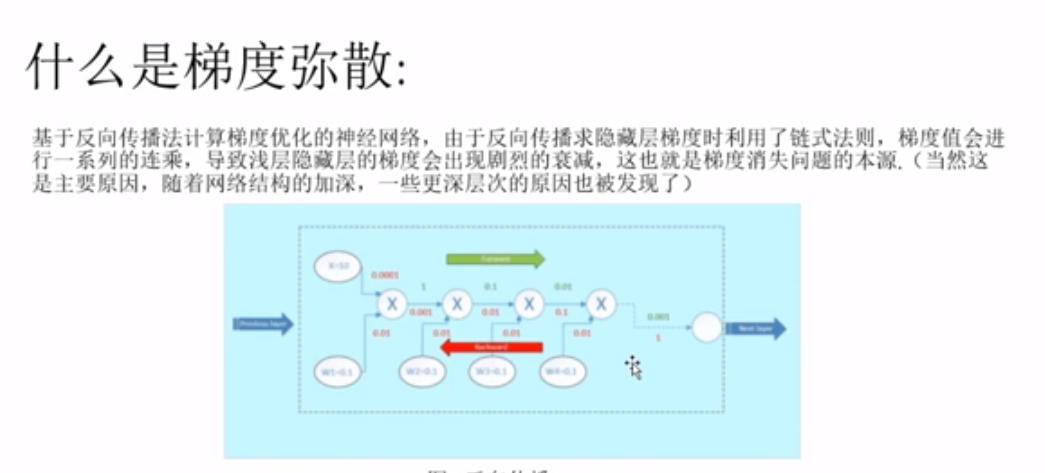 什么是梯度弥散:
基于反向传播法计算梯度优化的神经网络，由于反向传播求隐藏层梯度时利用了链式法则，梯度值会进
行一系列的连乘，导致浅层隐藏层的梯度会出现剧烈的衰减，这也就是梯度消失问题的本源.（当然这
是主要原因，随着网络结构的加深，一些更深层次的原因也被发现了）
Forward
X=10
0.0001
1
0.1
0.01
X
X
X
X
0.001
0.01
0.1
0.001
1
Previous layer
Next layer
0.01
0.01
0.01
0.01
Backward
W1=0.1
W2=0.1
W3=0.1
W4=0.1